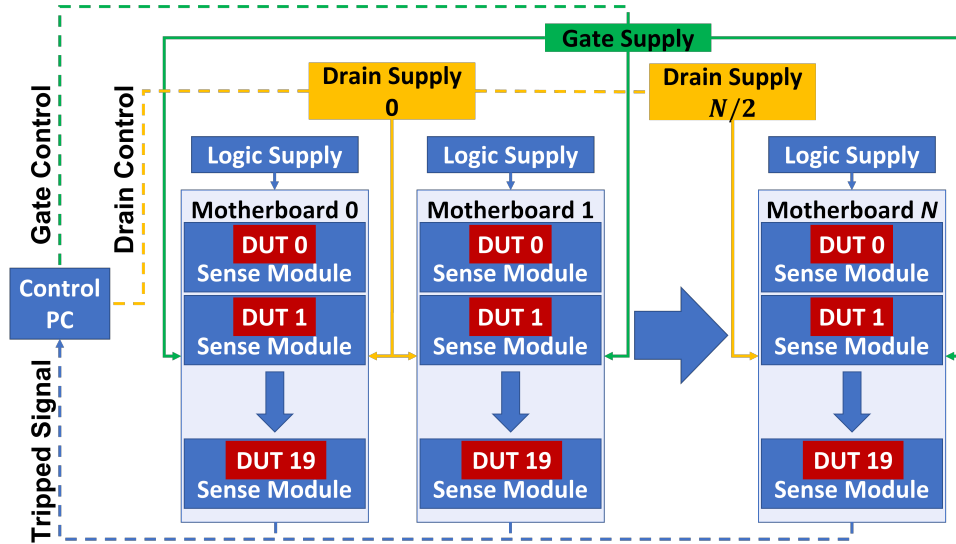 Gate Supply
Drain Supply
0
Drain Supply
N/2
Gate Control
Drain Control
Logic Supply
Logic Supply
Logic Supply
Motherboard 0
DUT 0
Sense Module
DUT 1
Sense Module
DUT 19
Sense Module
Motherboard 1
DUT 0
Sense Module
DUT 1
Sense Module
DUT 19
Sense Module
Motherboard N
DUT 0
Sense Module
DUT 1
Sense Module
DUT 19
Sense Module
Control
PC
Tripped Signal